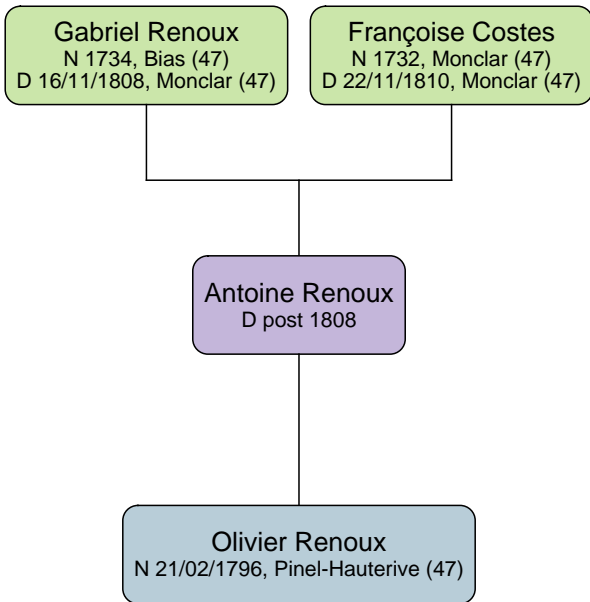 Gabriel Renoux
N 1734, Bias (47)
D 16/11/1808, Monclar (47)
Françoise Costes
N 1732, Monclar (47)
D 22/11/1810, Monclar (47)
Antoine Renoux
D post 1808
Olivier Renoux
N 21/02/1796, Pinel-Hauterive (47)